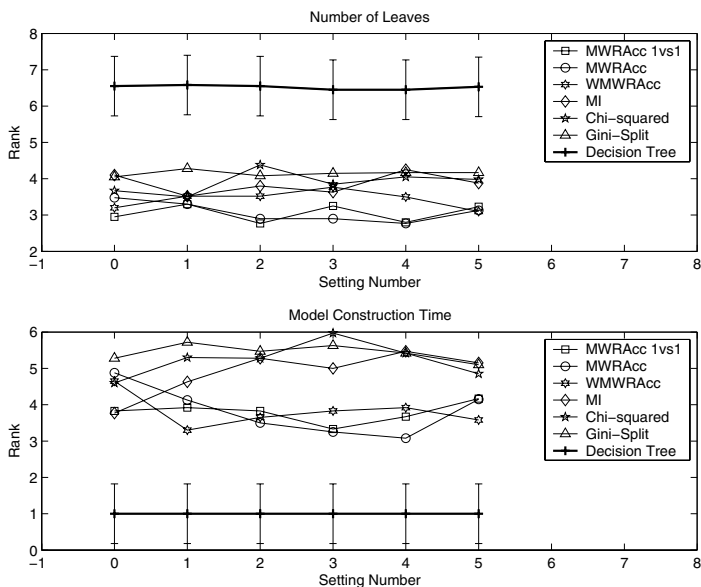 Number of Leaves
8
7
6
5
4
3
2
Rank
−1
0
1
2
3
4
5
6
7
8
Setting Number
MWRAcc 1vs1
MWRAcc
WMWRAcc
MI
Chi−squared
Gini−Split
Decision Tree
Model Construction Time
6
5
4
3
2
1
0
Rank
−1
0
1
2
3
4
5
6
7
8
Setting Number
MWRAcc 1vs1
MWRAcc
WMWRAcc
MI
Chi−squared
Gini−Split
Decision Tree